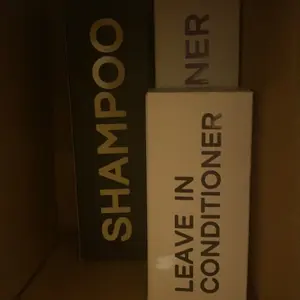 SHAMPOO
NER
LEAVE IN
CONDITIONER